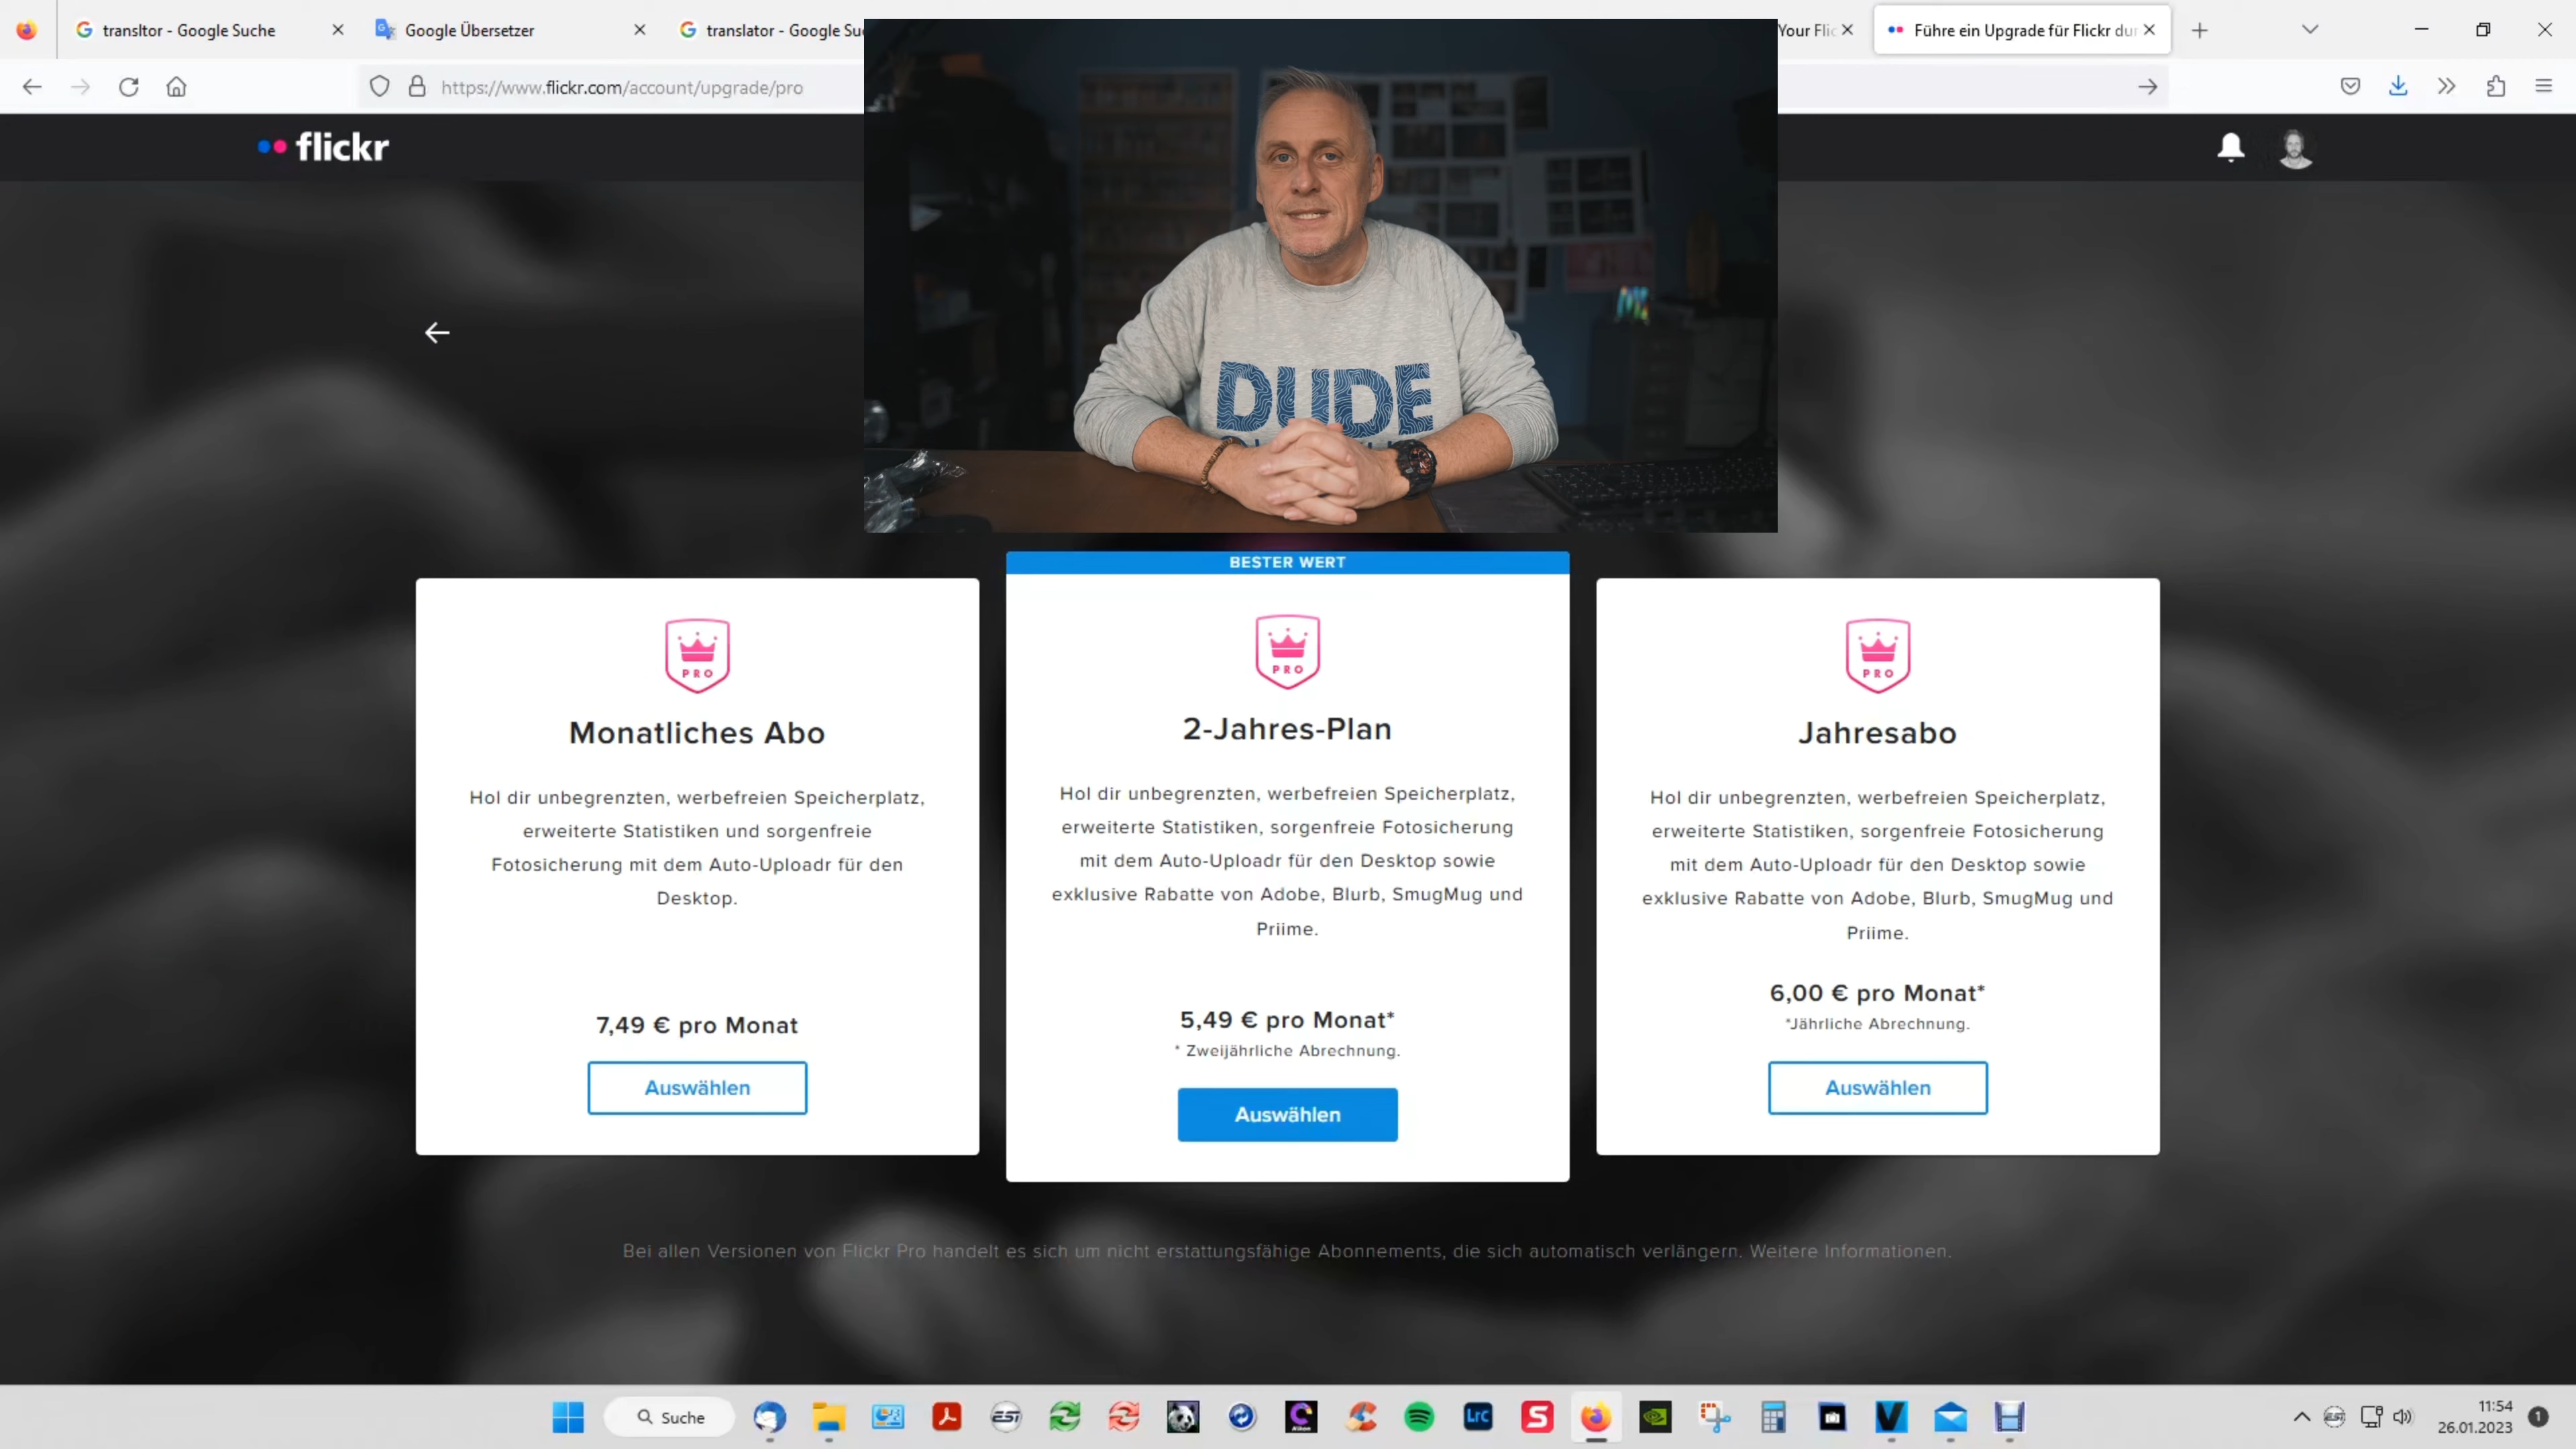 transltor - Google Suche
Google Übersetzer
translator - Google Su
Your Flic
Führe ein Upgrade für Flickr dur
https://www.flickr.com/account/upgrade/pro
flickr
DUDE
BESTER WERT
PRO
Monatliches Abo
Hol dir unbegrenzten, werbefreien Speicherplatz,
erweiterte Statistiken und sorgenfreie
Fotosicherung mit dem Auto-Uploadr für den
Desktop.
7,49 € pro Monat
Auswählen
PRO
2-Jahres-Plan
Hol dir unbegrenzten, werbefreien Speicherplatz,
erweiterte Statistiken, sorgenfreie Fotosicherung
mit dem Auto-Uploadr für den Desktop sowie
exklusive Rabatte von Adobe, Blurb, SmugMug und
Priime.
5,49 € pro Monat*
* Zweijährliche Abrechnung.
Auswählen
PRO
Jahresabo
Hol dir unbegrenzten, werbefreien Speicherplatz,
erweiterte Statistiken, sorgenfreie Fotosicherung
mit dem Auto-Uploadr für den Desktop sowie
exklusive Rabatte von Adobe, Blurb, SmugMug und
Priime.
6,00 € pro Monat*
*Jährliche Abrechnung.
Auswählen
Bei allen Versionen von Flickr Pro handelt es sich um nicht erstattungsfähige Abonnements, die sich automatisch verlängern. Weitere Informationen.
Suche
LrC
11:54
26.01.2023
1